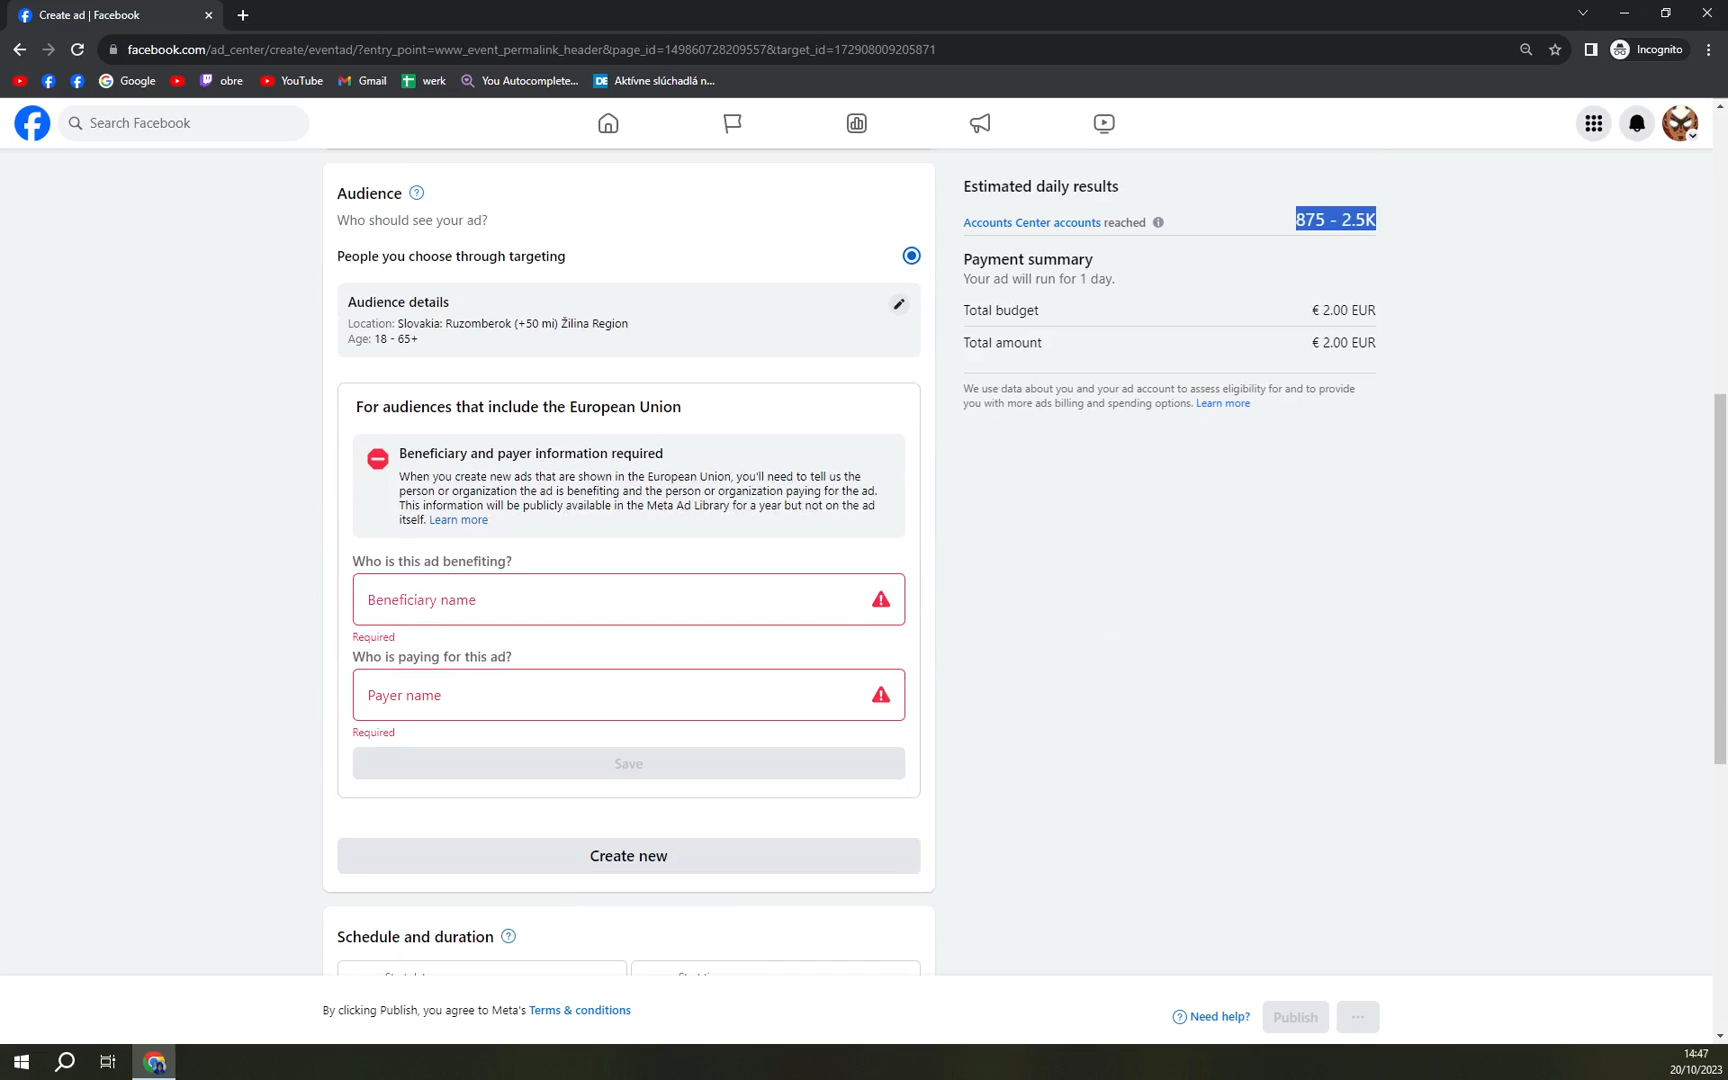 Create ad | Facebook
facebook.com/ad_center/create/eventad/?entry_point=www_event_permalink_header&page_id=1498607282095578&target_id=172908009205871
Incognito
Google
obre
YouTube
Gmail
werk
You Autocomplete...
DE
Aktívne slúchadlá n...
Search Facebook
Audience
Who should see your ad?
People you choose through targeting
Audience details
Location: Slovakia: Ruzomberok (+50 mi) Žilina Region
Age: 18 - 65+
For audiences that include the European Union
Beneficiary and payer information required
When you create new ads that are shown in the European Union, you'll need to tell us the
person or organization the ad is benefiting and the person or organization paying for the ad.
This information will be publicly available in the Meta Ad Library for a year but not on the ad
itself. Learn more
Who is this ad benefiting?
Beneficiary name
Required
Who is paying for this ad?
Payer name
Required
Save
Create new
Schedule and duration
Estimated daily results
Accounts Center accounts reached
875 - 2.5K
Payment summary
Your ad will run for 1 day.
Total budget
€ 2.00 EUR
Total amount
€ 2.00 EUR
We use data about you and your ad account to assess eligibility for and to provide
you with more ads billing and spending options. Learn more
By clicking Publish, you agree to Meta's Terms & conditions
Need help?
Publish
...
14:47
20/10/2023